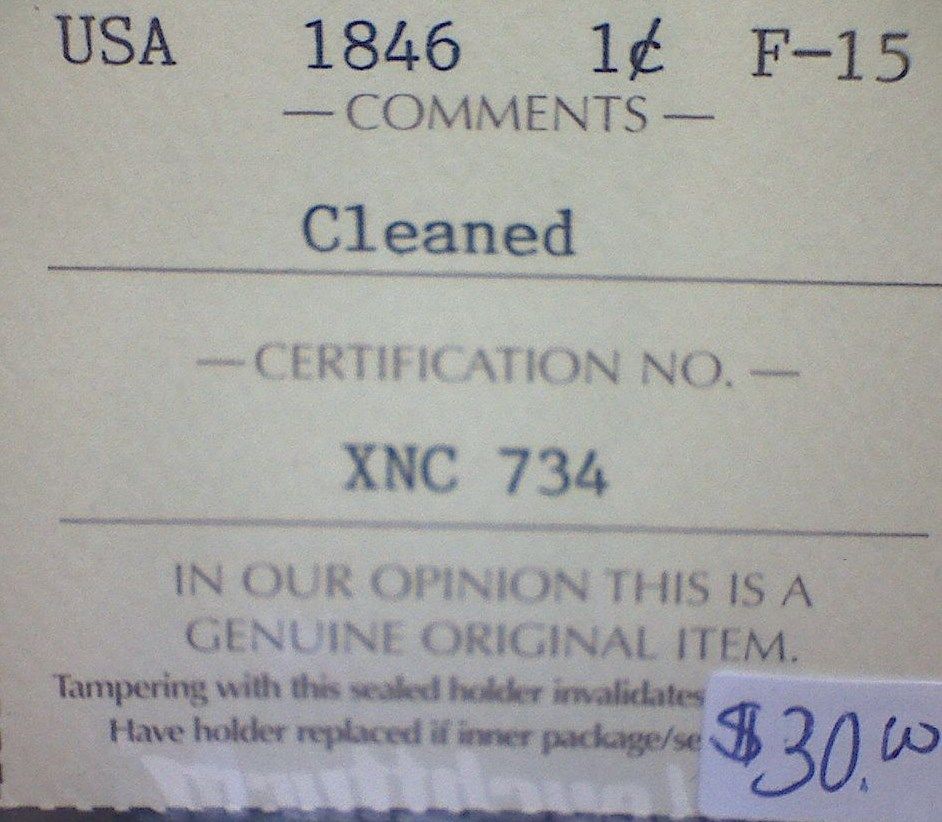 USA 1846 1¢ F-15
— COMMENTS —
Cleaned
— CERTIFICATION NO. —
XNC 734
IN OUR OPINION THIS IS A
GENUINE ORIGINAL ITEM.
Tampering with this sealed holder invalidates
Have holder replaced if inner package/se
$30.00